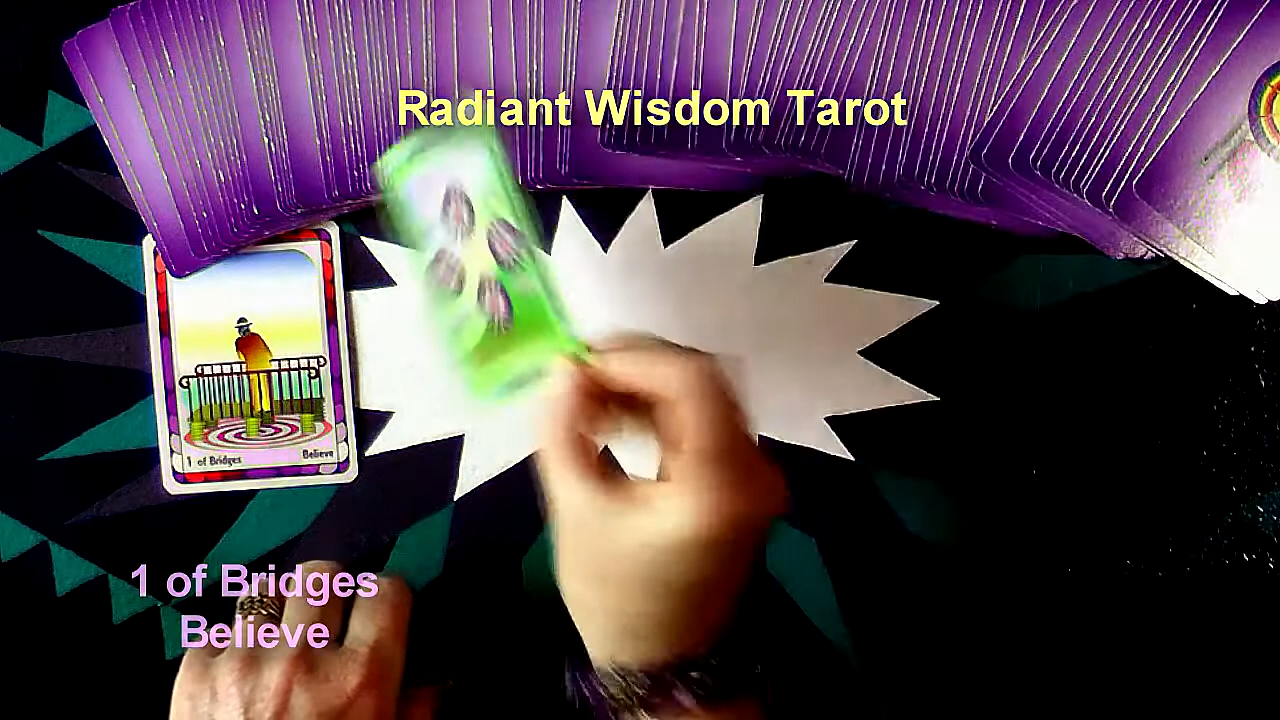 Radiant Wisdom Tarot
1 of Bridges Believe
1 of Bridges
Believe